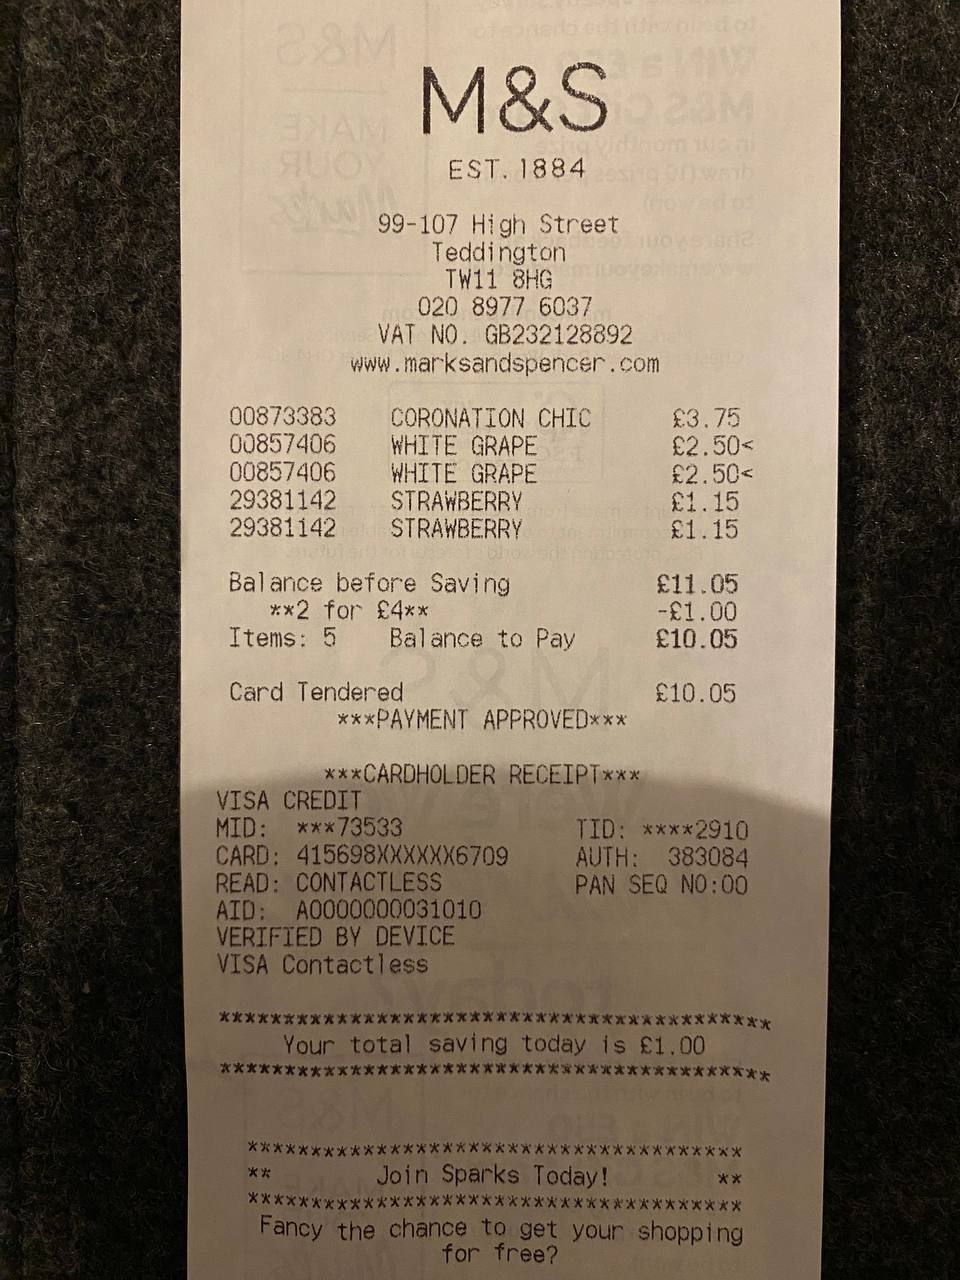 M&S
EST. 1884
99-107 High Street
Teddington
TW11 8HG
020 8977 6037
VAT NO. GB232128892
www.marksandspencer.com
00873383 CORONATION CHIC £3.75
00857406 WHITE GRAPE £2.50<
00857406 WHITE GRAPE £2.50<
29381142 STRAWBERRY £1.15
29381142 STRAWBERRY £1.15
Balance before Saving £11.05
**2 for £4** -£1.00
Items: 5 Balance to Pay £10.05
Card Tendered £10.05
***PAYMENT APPROVED***
***CARDHOLDER RECEIPT***
VISA CREDIT
MID: ***73533 TID: ****2910
CARD: 415698XXXXXX6709 AUTH: 383084
READ: CONTACTLESS PAN SEQ NO:00
AID: A0000000031010
VERIFIED BY DEVICE
VISA Contactless
******************************************
Your total saving today is £1.00
******************************************
**************************************
** Join Sparks Today! **
**************************************
Fancy the chance to get your shopping
for free?